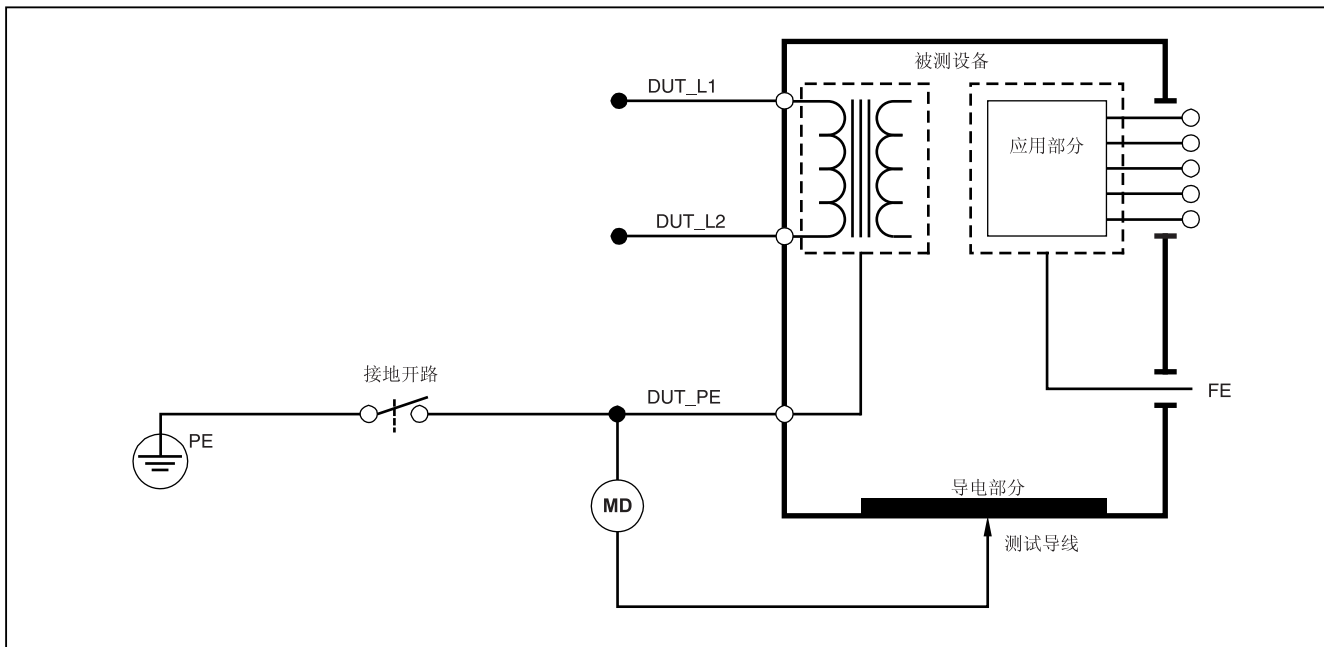 被测设备
DUT_L1
应用部分
DUT_L2
接地开路
DUT_PE
FE
PE
导电部分
MD
测试导线